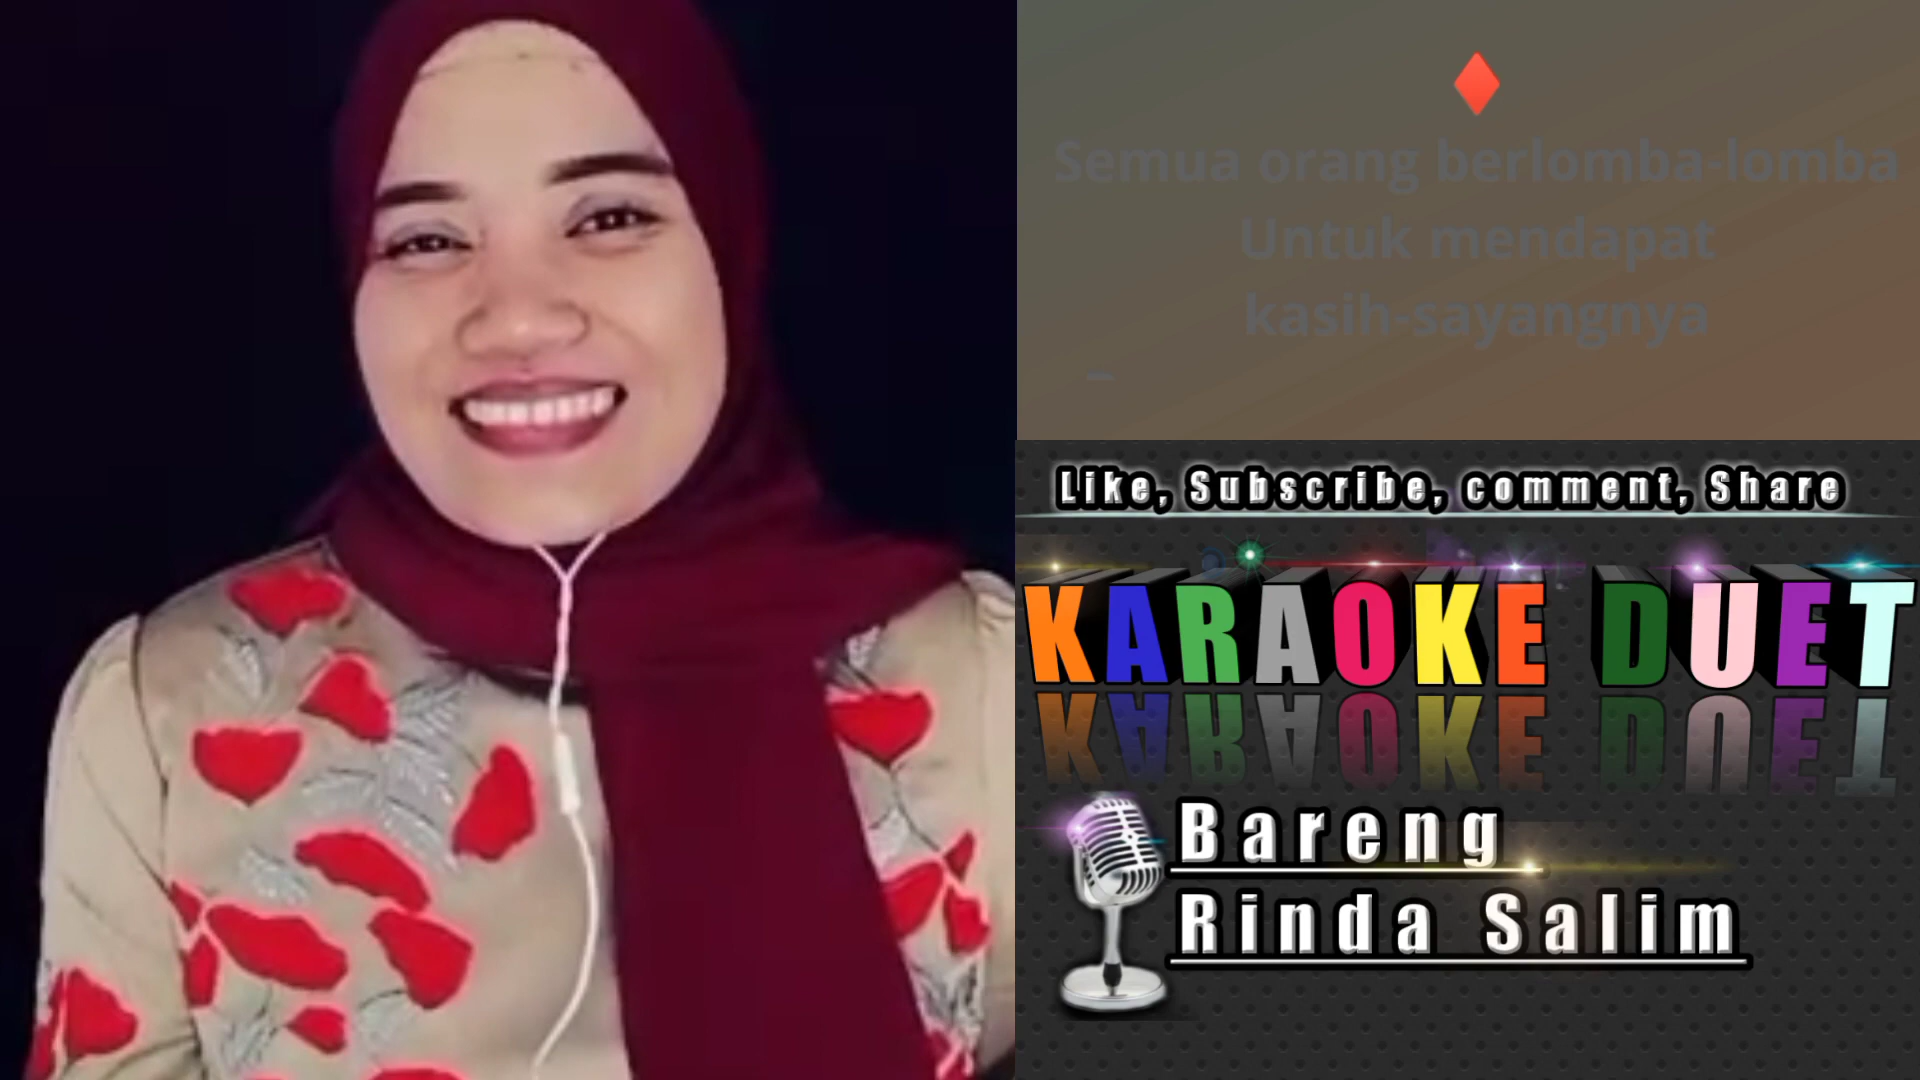 Semua orang berlomba-lomba
Untuk mendapat
kasih-sayangnya
–
Like, Subscribe, comment, Share
KARAOKE DUET
Bareng
Rinda Salim